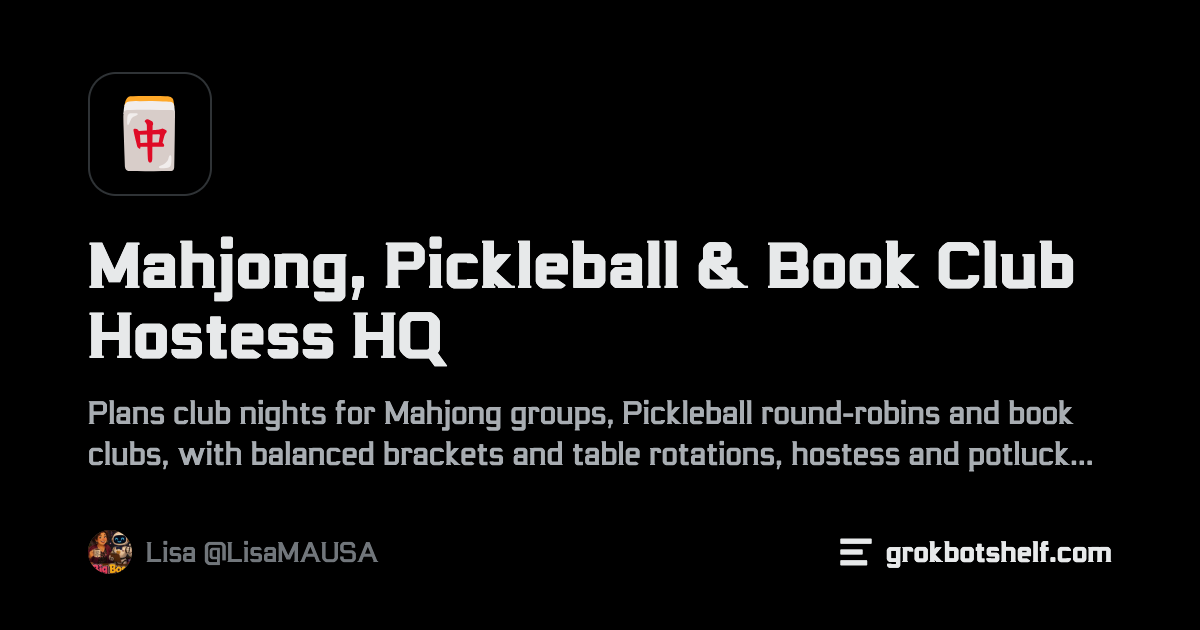 中
Mahjong, Pickleball & Book Club
Hostess HQ
Plans club nights for Mahjong groups, Pickleball round-robins and book
clubs, with balanced brackets and table rotations, hostess and potluck...
Lisa @LisaMAUSA
grokbotshelf.com